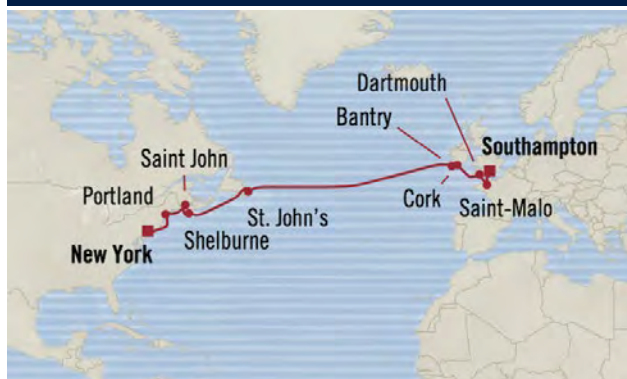 Dartmouth
Bantry
Southampton
Saint John
Portland
Cork
Saint-Malo
St. John's
Shelburne
New York